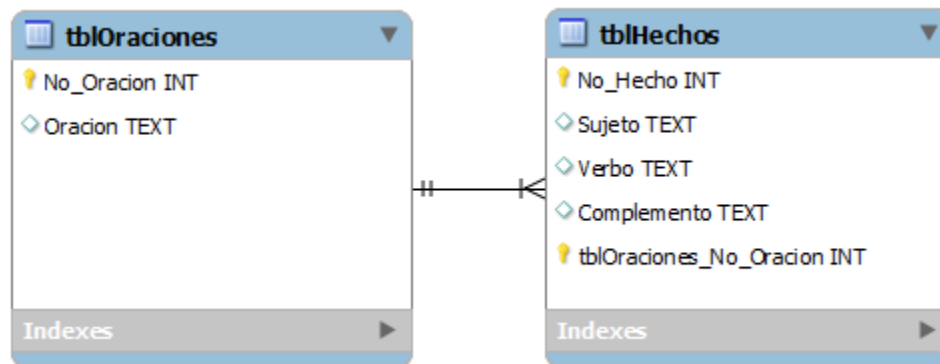 tblOraciones
No_Oracion INT
Oracion TEXT
Indexes
tblHechos
No_Hecho INT
Sujeto TEXT
Verbo TEXT
Complemento TEXT
tblOraciones_No_Oracion INT
Indexes